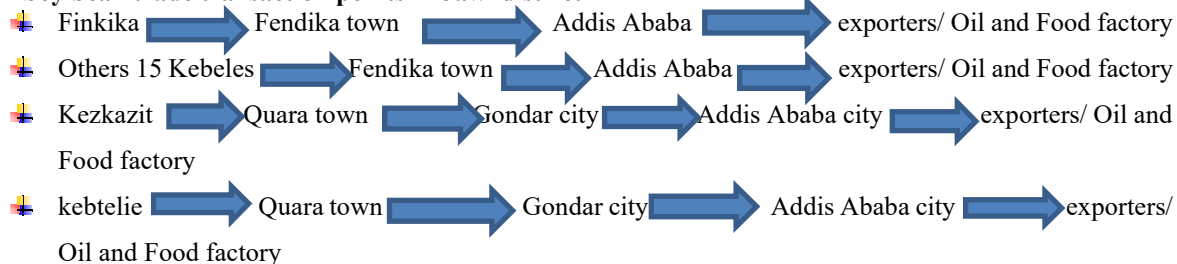 Finkika Fendika town Addis Ababa exporters/ Oil and Food factory
Others 15 Kebeles Fendika town Addis Ababa exporters/ Oil and Food factory
Kezkazit Quara town Gondar city Addis Ababa city exporters/ Oil and
Food factory
kebtelie Quara town Gondar city Addis Ababa city exporters/
Oil and Food factory